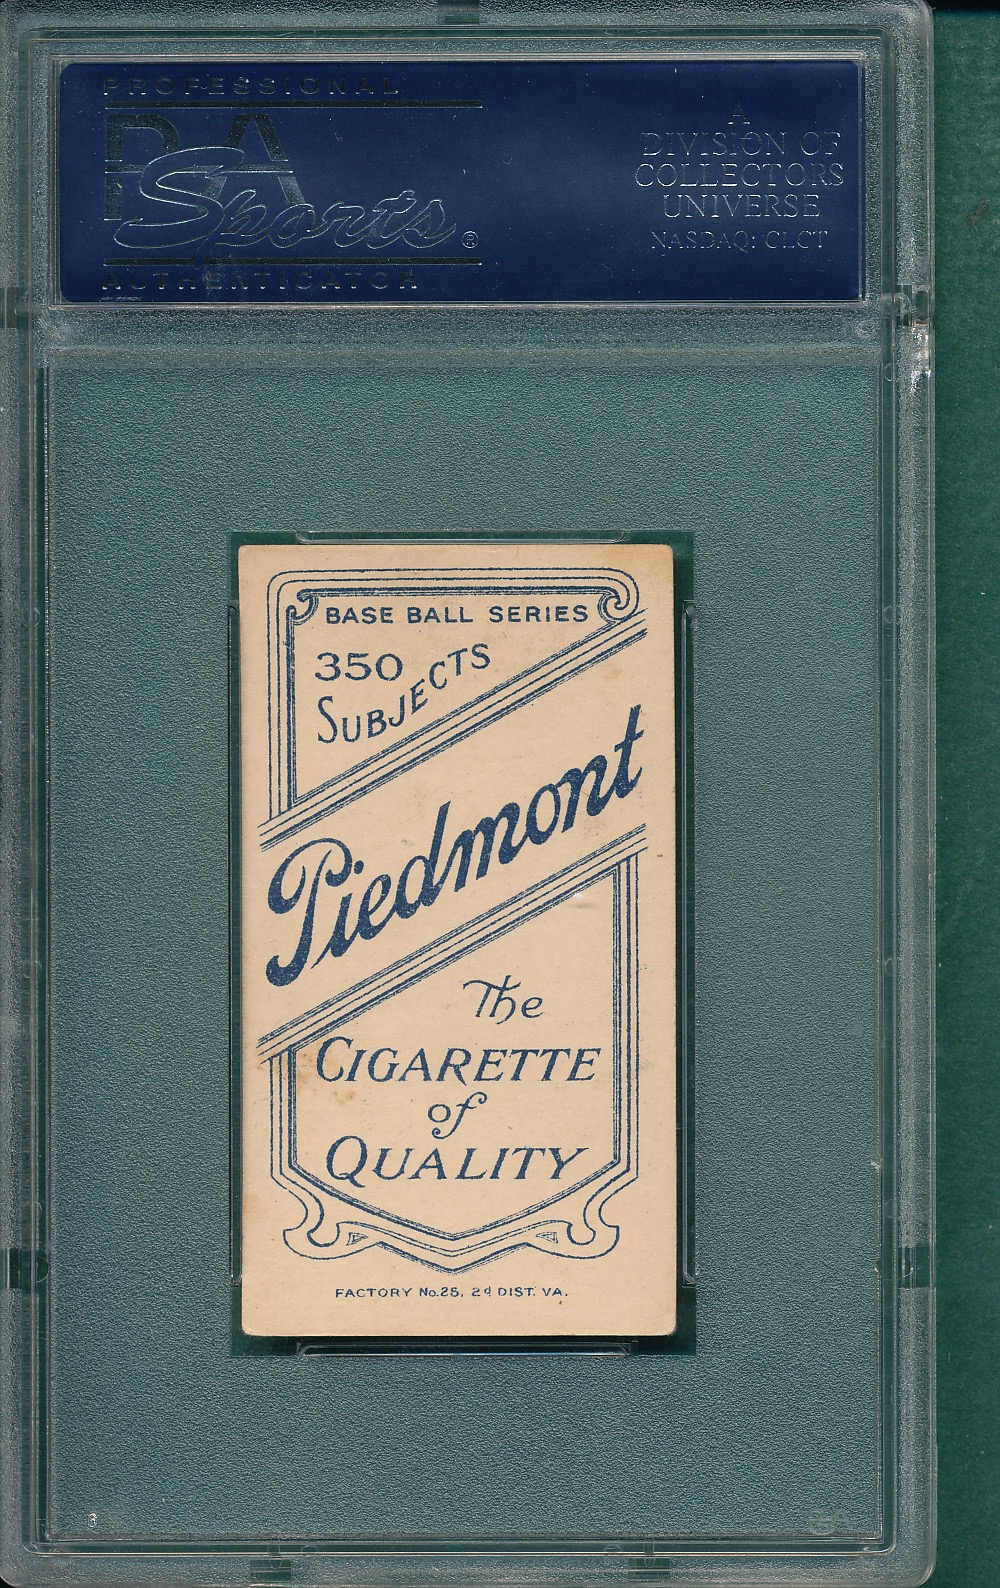 PROFESSIONAL
PSA
Sports®
AUTHENTICATOR
A
DIVISION OF
COLLECTORS
UNIVERSE
NASDAQ: CLCT
BASE BALL SERIES
350
SUBJECTS
Piedmont
The
CIGARETTE
of
QUALITY
FACTORY No. 25, 2d DIST. VA.